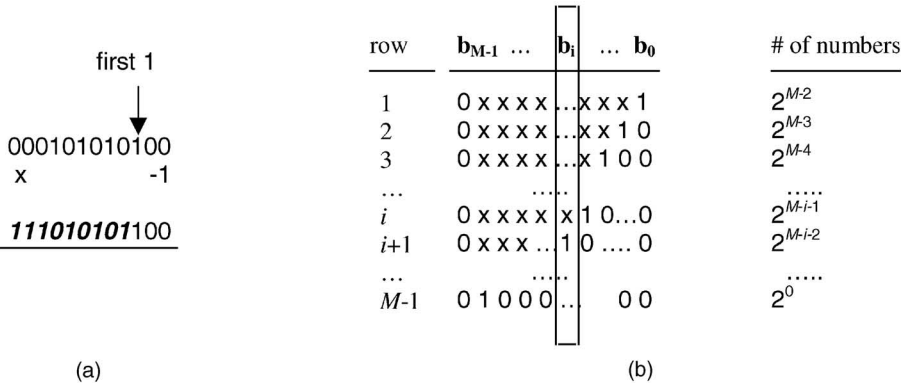 first 1
000101010100
x -1
111010101100
(a)
row b_{M-1} ... b_i ... b_0 # of numbers
1 0 x x x x ... x x x 1 2^{M-2}
2 0 x x x x ... x x 1 0 2^{M-3}
3 0 x x x x ... x 1 0 0 2^{M-4}
... ..... .....
i 0 x x x x x 1 0...0 2^{M-i-1}
i+1 0 x x x ... 1 0 .... 0 2^{M-i-2}
... ..... .....
M-1 0 1 0 0 0 ... 0 0 2^0
(b)